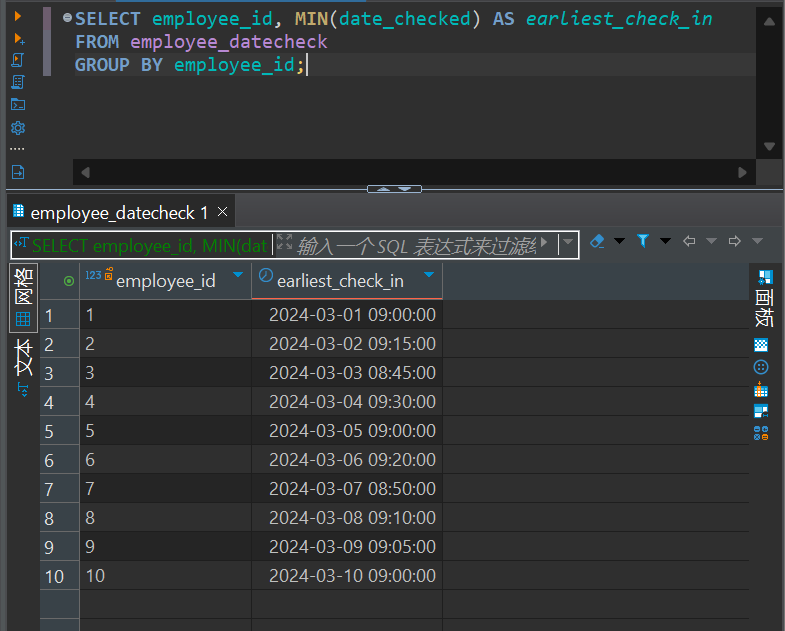 SELECT employee_id, MIN(date_checked) AS earliest_check_in
FROM employee_datecheck
GROUP BY employee_id;
employee_datecheck 1
SELECT employee_id, MIN(dat
输入一个 SQL 表达式来过滤
网格
文本
面板
123 employee_id earliest_check_in
1 1 2024-03-01 09:00:00
2 2 2024-03-02 09:15:00
3 3 2024-03-03 08:45:00
4 4 2024-03-04 09:30:00
5 5 2024-03-05 09:00:00
6 6 2024-03-06 09:20:00
7 7 2024-03-07 08:50:00
8 8 2024-03-08 09:10:00
9 9 2024-03-09 09:05:00
10 10 2024-03-10 09:00:00